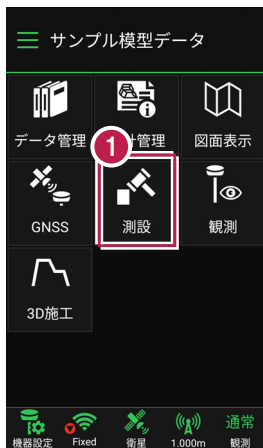 サンプル模型データ
データ管理 計管理 図面表示
1
GNSS 測設 観測
3D施工
通常
機器設定 Fixed 衛星 1.000m 観測